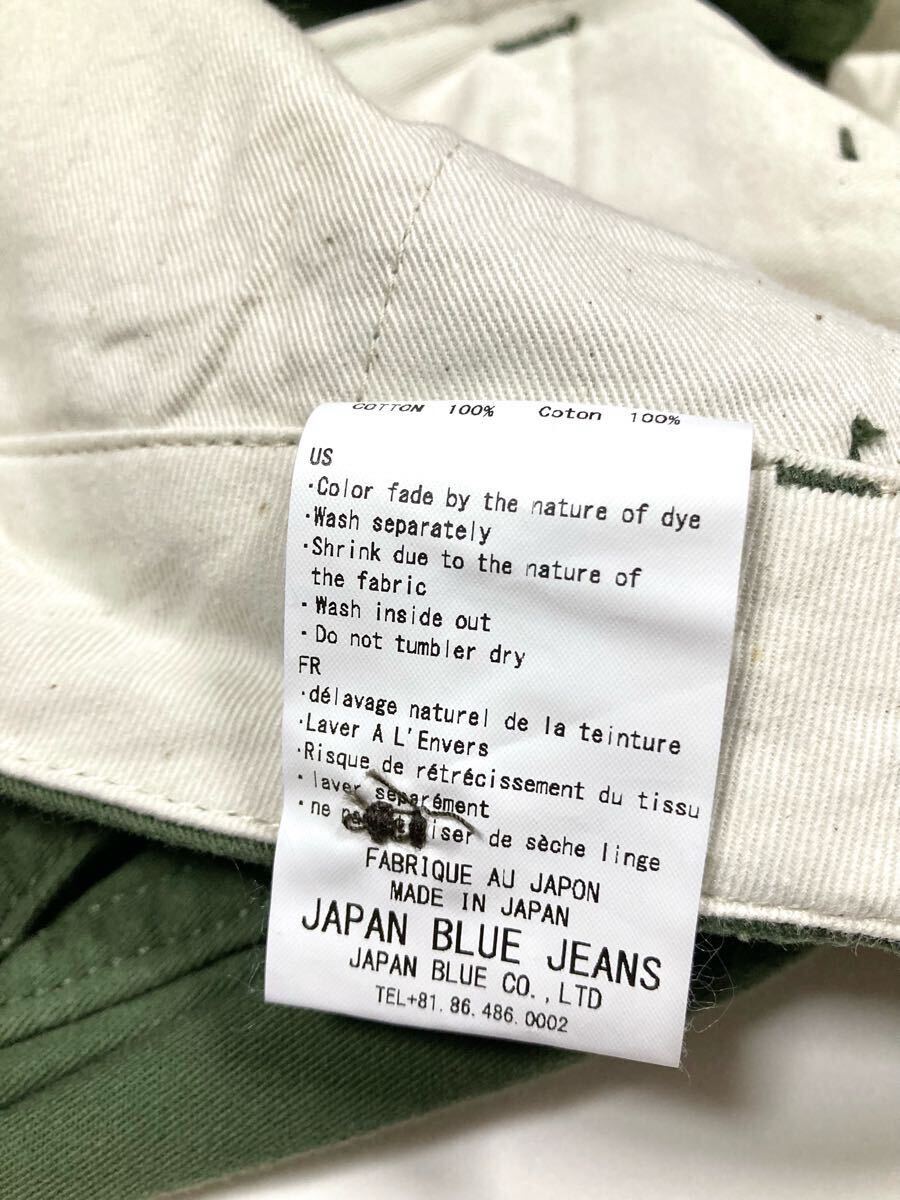 COTTON 100% Coton 100%
US
·Color fade by the nature of dye
·Wash separately
·Shrink due to the nature of
the fabric
·Wash inside out
·Do not tumbler dry
FR
·délavage naturel de la teinture
·Laver A L'Envers
·Risque de rétrécissement du tissu
·laver séparément
·ne de sèche linge
FABRIQUE AU JAPON
MADE IN JAPAN
JAPAN BLUE JEANS
JAPAN BLUE CO.,LTD
TEL+81.86.486.0002